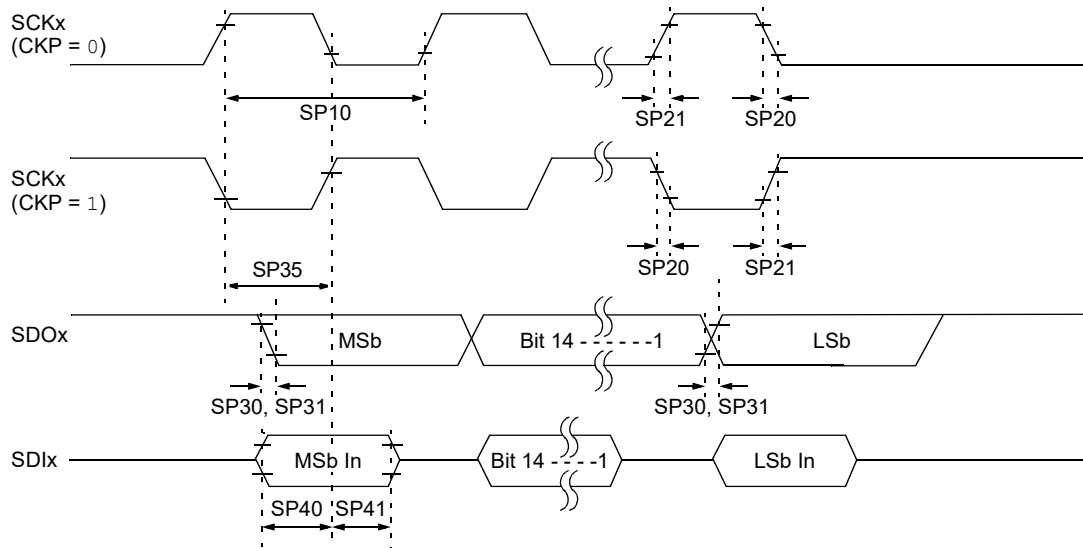 SCKx
(CKP = 0)
SP10
SP21
SP20
SCKx
(CKP = 1)
SP35
SP20
SP21
SDOx
MSb
Bit 14 - - - - - - -1
LSb
SP30, SP31
SP30, SP31
SDIx
MSb In
Bit 14 - - - - -1
LSb In
SP40
SP41